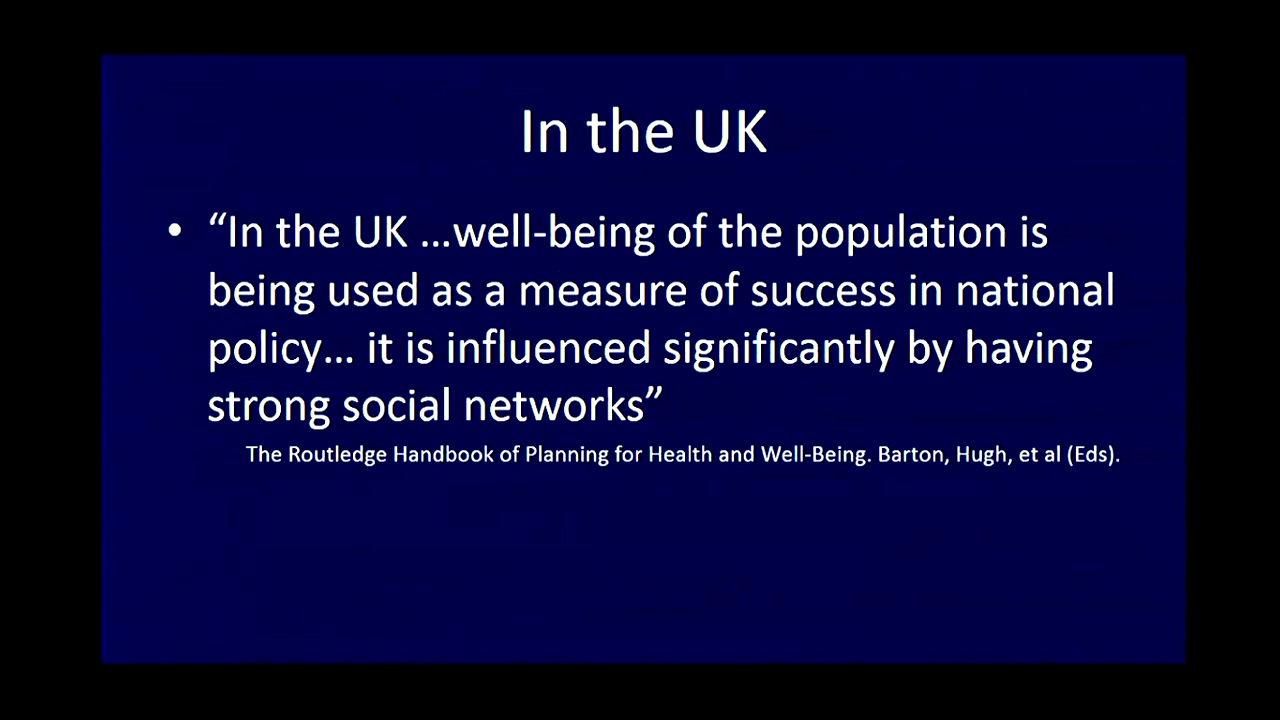 In the UK
• “In the UK …well-being of the population is
being used as a measure of success in national
policy… it is influenced significantly by having
strong social networks”
The Routledge Handbook of Planning for Health and Well-Being. Barton, Hugh, et al (Eds).